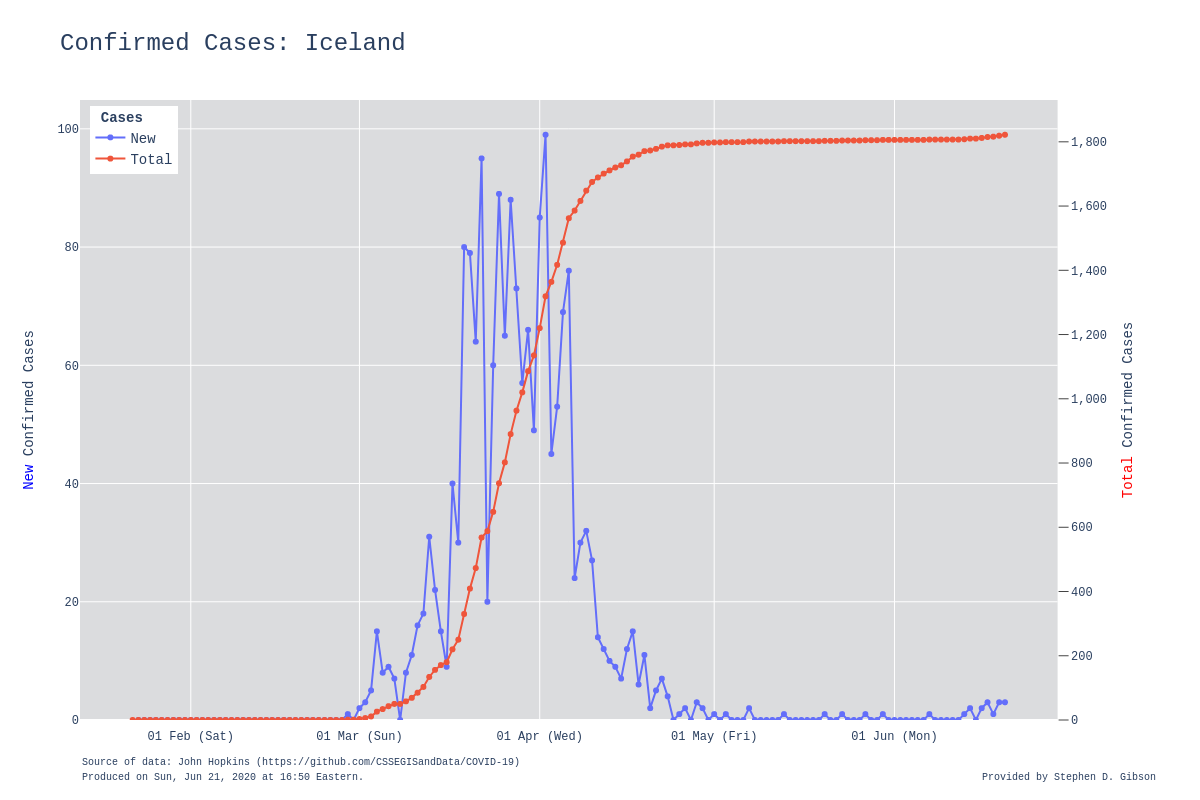 Confirmed Cases: Iceland
Cases
New
Total
100
80
60
40
20
0
New Confirmed Cases
1,800
1,600
1,400
1,200
1,000
800
600
400
200
0
Total Confirmed Cases
01 Feb (Sat)
01 Mar (Sun)
01 Apr (Wed)
01 May (Fri)
01 Jun (Mon)
Source of data: John Hopkins (https://github.com/CSSEGISandData/COVID-19)
Produced on Sun, Jun 21, 2020 at 16:50 Eastern.
Provided by Stephen D. Gibson